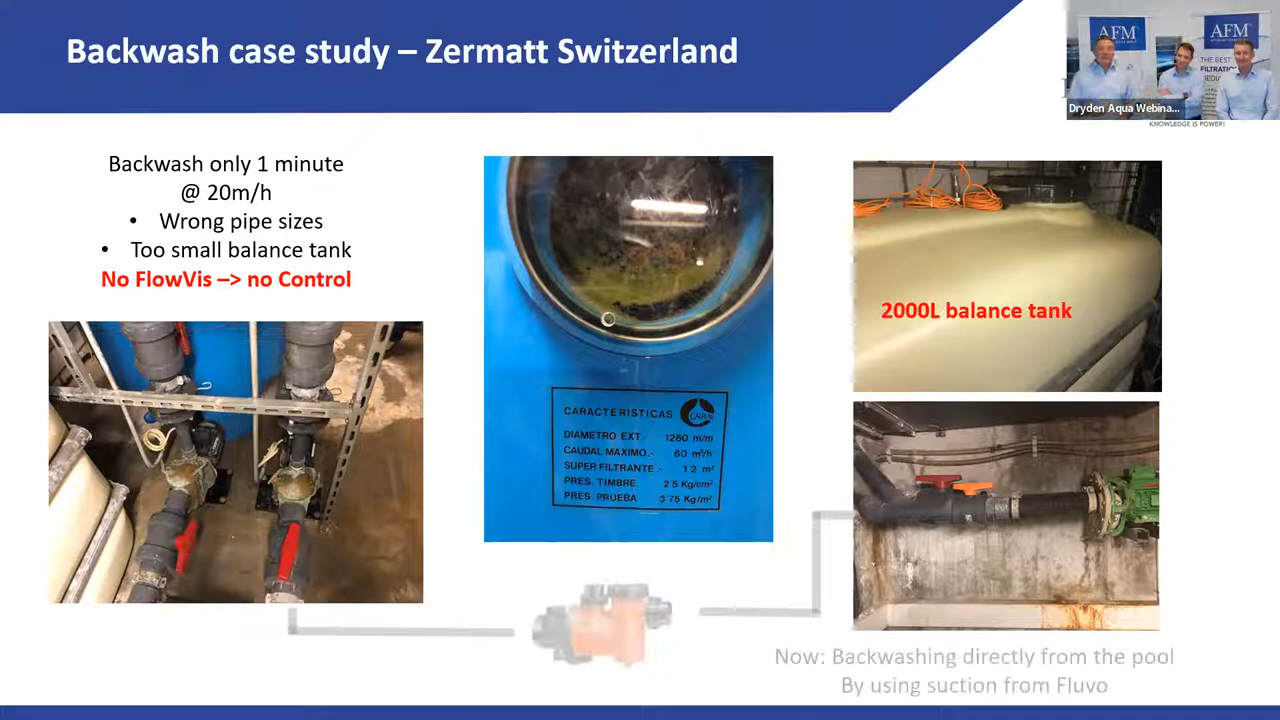 Backwash case study – Zermatt Switzerland
AFM
AFM
THE BEST
FILTRATION
MEDIA
Dryden Aqua Webina...
KNOWLEDGE IS POWER!
Backwash only 1 minute
@ 20m/h
• Wrong pipe sizes
• Too small balance tank
No FlowVis –> no Control
CARACTERISTICAS
DIAMETRO EXT.- 1260 m/m
CAUDAL MAXIMO.- 60 m³/h
SUPER FILTRANTE.- 1'2 m²
PRES. TIMBRE 2'5 Kg/cm²
PRES. PRUEBA 3'75 Kg/m²
2000L balance tank
Now: Backwashing directly from the pool
By using suction from Fluvo